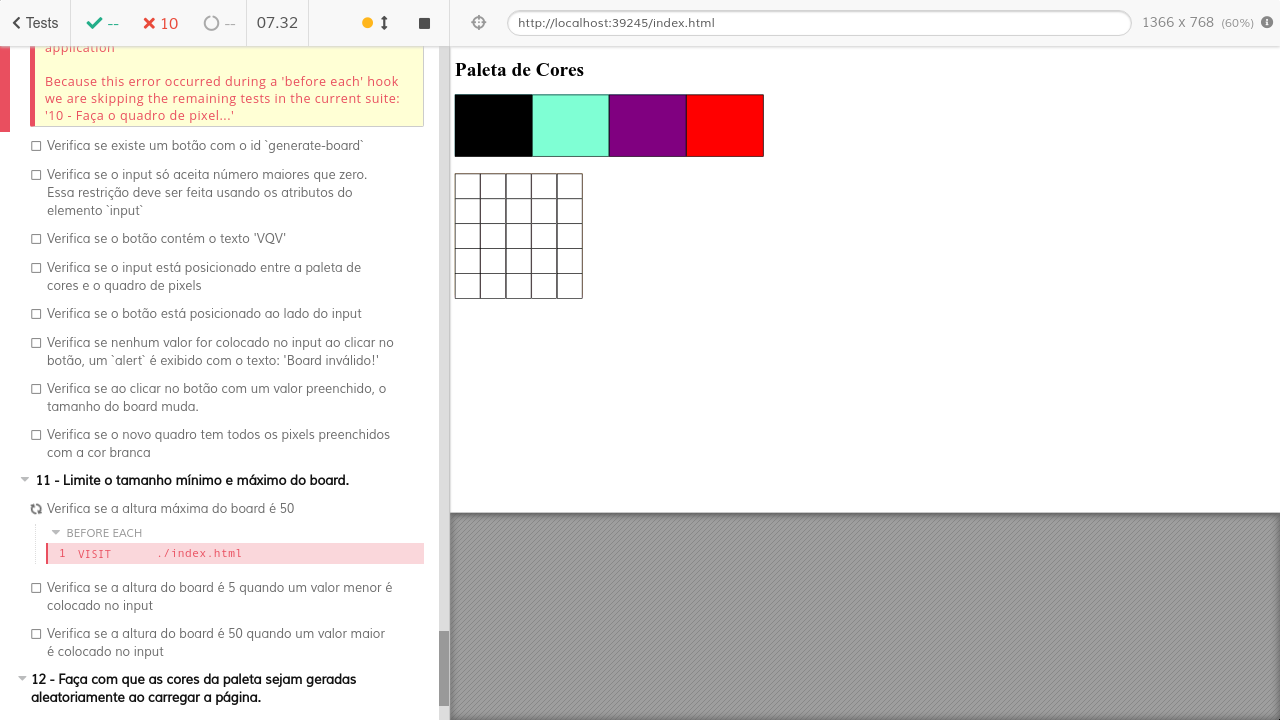 Tests
--
10
--
07.32
http://localhost:39245/index.html
1366 x 768 (60%)
application
Because this error occurred during a 'before each' hook
we are skipping the remaining tests in the current suite:
'10 - Faça o quadro de pixel...'
Verifica se existe um botão com o id `generate-board`
Verifica se o input só aceita número maiores que zero.
Essa restrição deve ser feita usando os atributos do
elemento `input`
Verifica se o botão contém o texto 'VQV'
Verifica se o input está posicionado entre a paleta de
cores e o quadro de pixels
Verifica se o botão está posicionado ao lado do input
Verifica se nenhum valor for colocado no input ao clicar no
botão, um `alert` é exibido com o texto: 'Board inválido!'
Verifica se ao clicar no botão com um valor preenchido, o
tamanho do board muda.
Verifica se o novo quadro tem todos os pixels preenchidos
com a cor branca
11 - Limite o tamanho mínimo e máximo do board.
Verifica se a altura máxima do board é 50
BEFORE EACH
1 VISIT ./index.html
Verifica se a altura do board é 5 quando um valor menor é
colocado no input
Verifica se a altura do board é 50 quando um valor maior
é colocado no input
12 - Faça com que as cores da paleta sejam geradas
aleatoriamente ao carregar a página.
Paleta de Cores